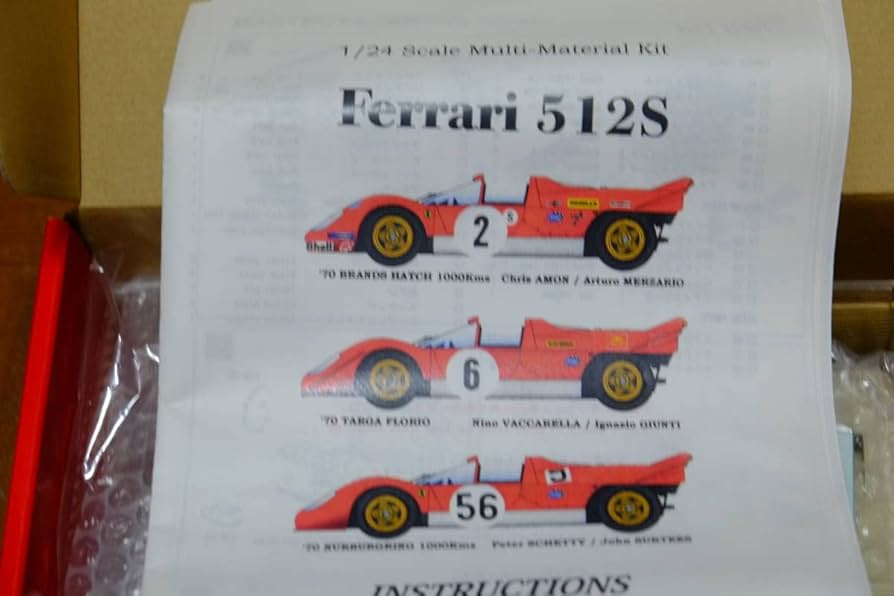 1/24 Scale Multi-Material Kit
Ferrari 512S
Shell
2
S
'70 BRANDS HATCH 1000Kms Chris AMON / Arturo MERZARIO
6
'70 TARGA FLORIO Nino VACCARELLA / Ignazio GIUNTI
56
'70 NURBURGRING 1000Kms Peter SCHETTY / John SURTEES
INSTRUCTIONS